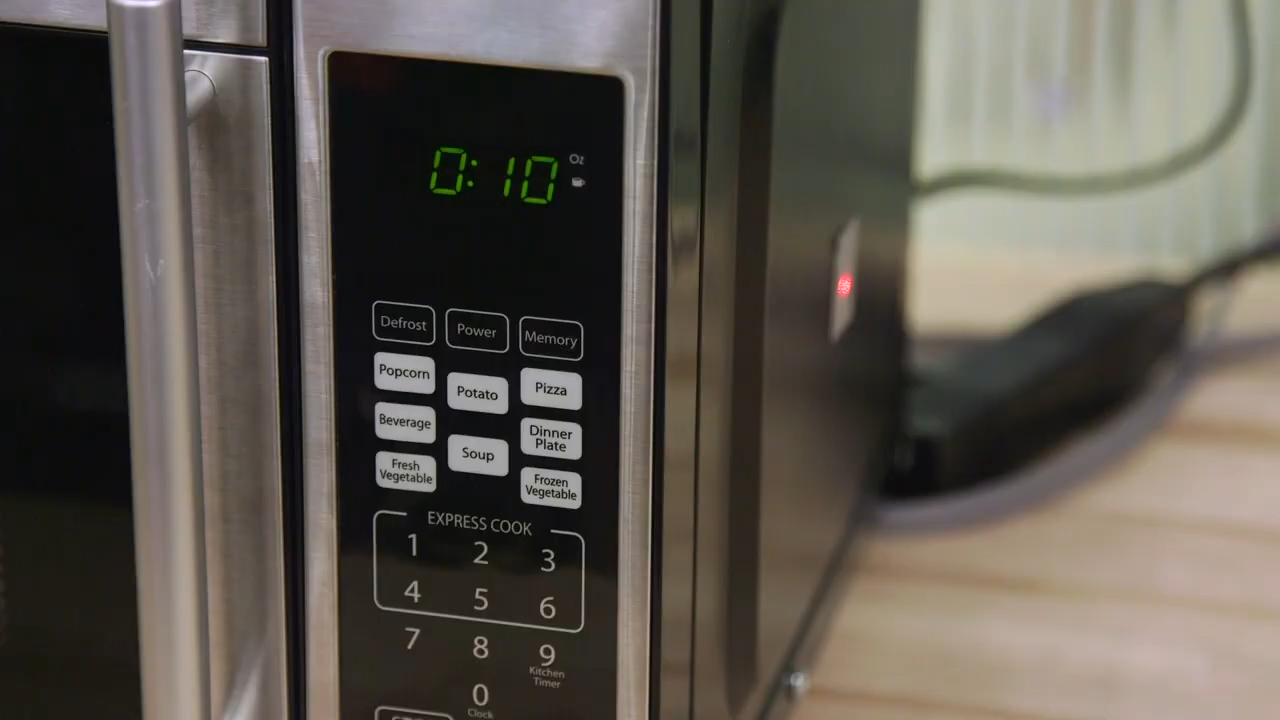 0:10
Oz
Defrost
Power
Memory
Popcorn
Potato
Pizza
Beverage
Soup
Dinner
Plate
Fresh
Vegetable
Frozen
Vegetable
EXPRESS COOK
1 2 3
4 5 6
7 8 9
Kitchen
Timer
0
Clock